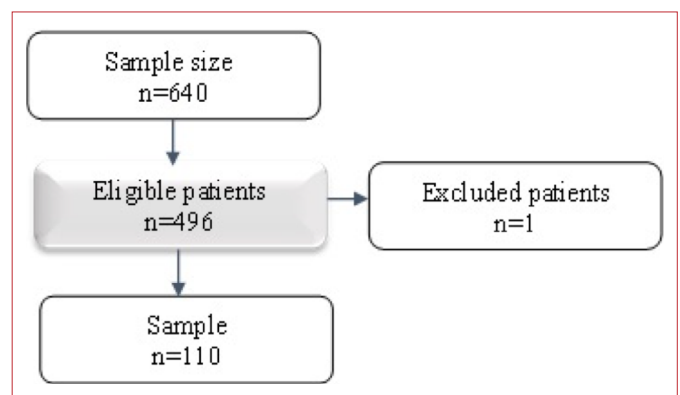 Sample size
n=640
Eligible patients
n=496
Excluded patients
n=1
Sample
n=110